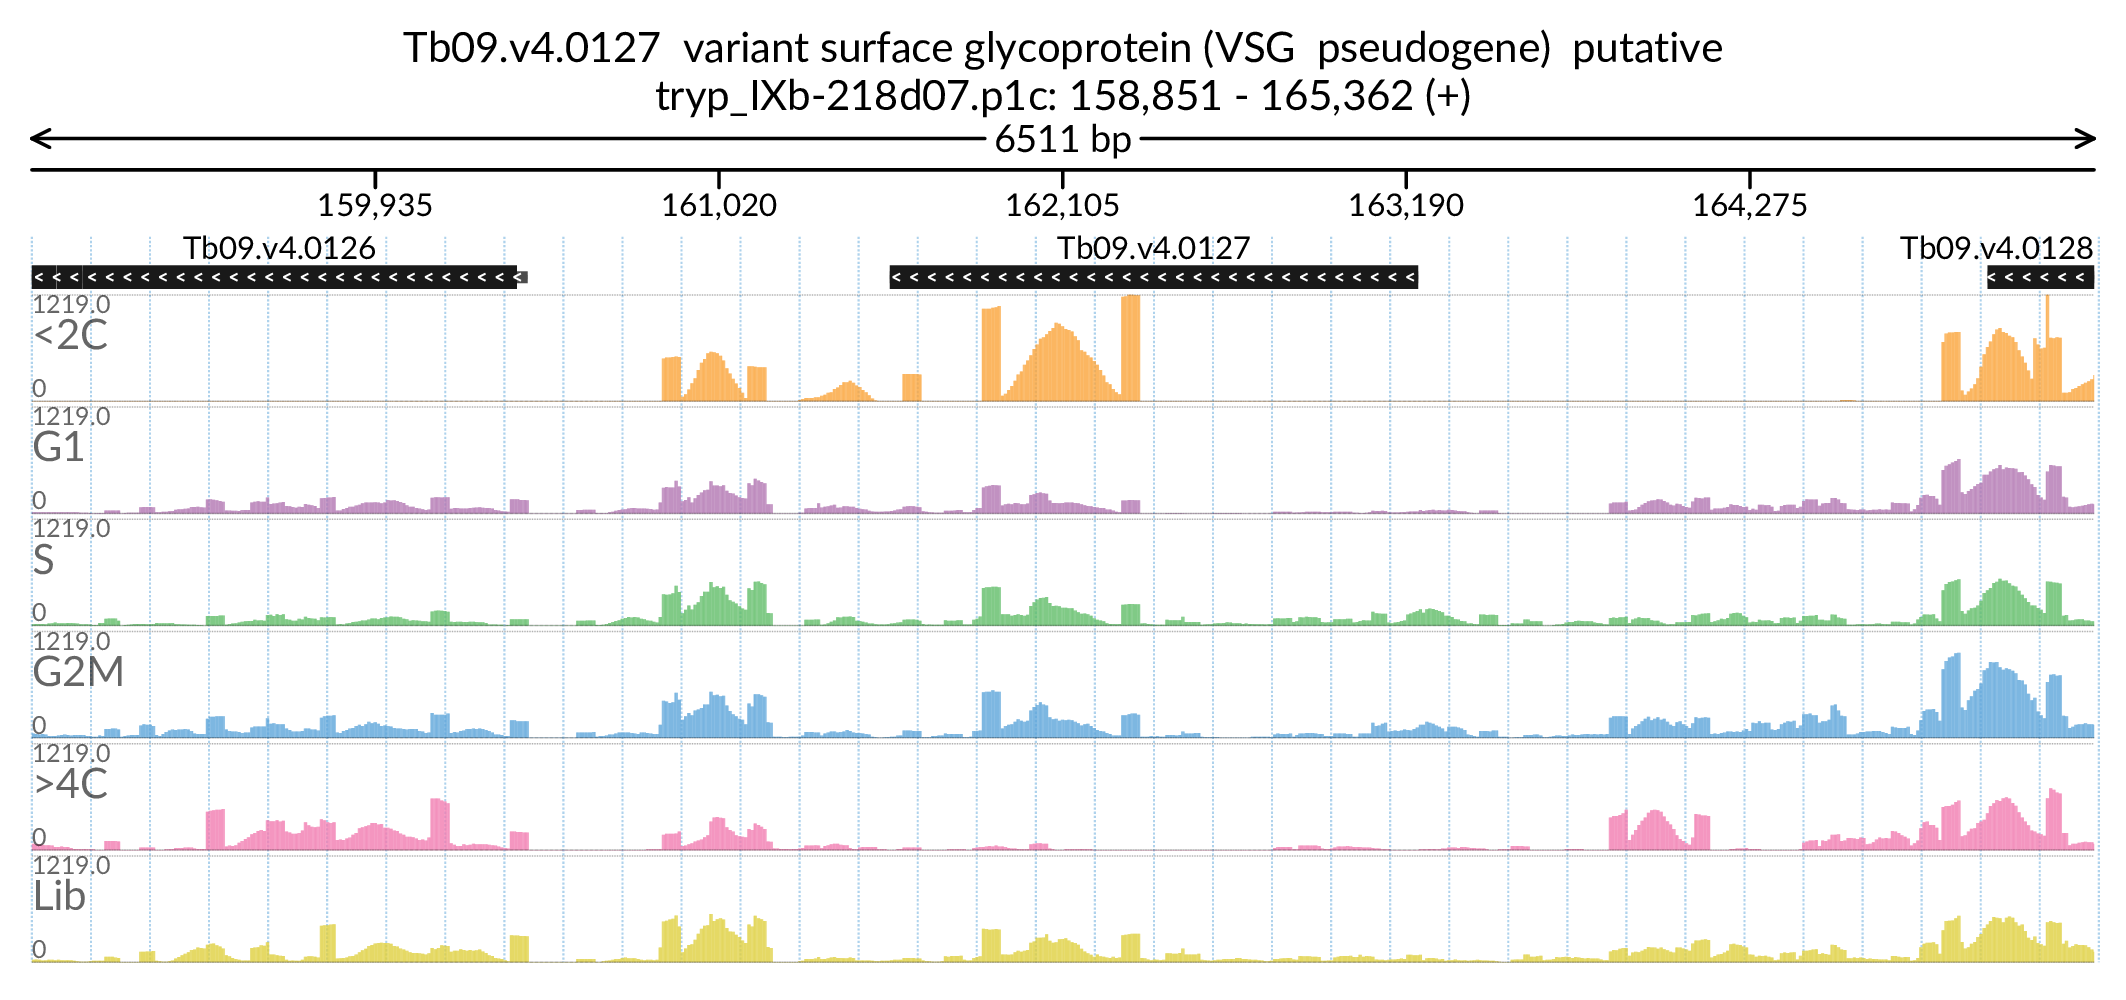 Tb09.v4.0127 variant surface glycoprotein (VSG pseudogene) putative
tryp_IXb-218d07.p1c: 158,851 - 165,362 (+)
6511 bp
159,935 161,020 162,105 163,190 164,275
Tb09.v4.0126 Tb09.v4.0127 Tb09.v4.0128
1219.0
<2C
0
1219.0
G1
0
1219.0
S
0
1219.0
G2M
0
1219.0
>4C
0
1219.0
Lib
0